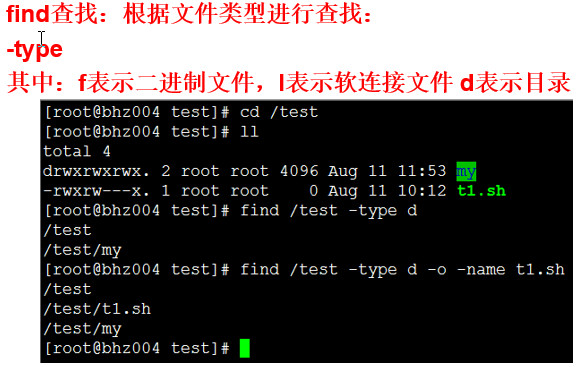 find查找：根据文件类型进行查找：
-type
其中：f表示二进制文件，l表示软连接文件 d表示目录
[root@bhz004 test]# cd /test
[root@bhz004 test]# ll
total 4
drwxrwxrwx. 2 root root 4096 Aug 11 11:53 my
-rwxrw---x. 1 root root    0 Aug 11 10:12 t1.sh
[root@bhz004 test]# find /test -type d
/test
/test/my
[root@bhz004 test]# find /test -type d -o -name t1.sh
/test
/test/t1.sh
/test/my
[root@bhz004 test]#